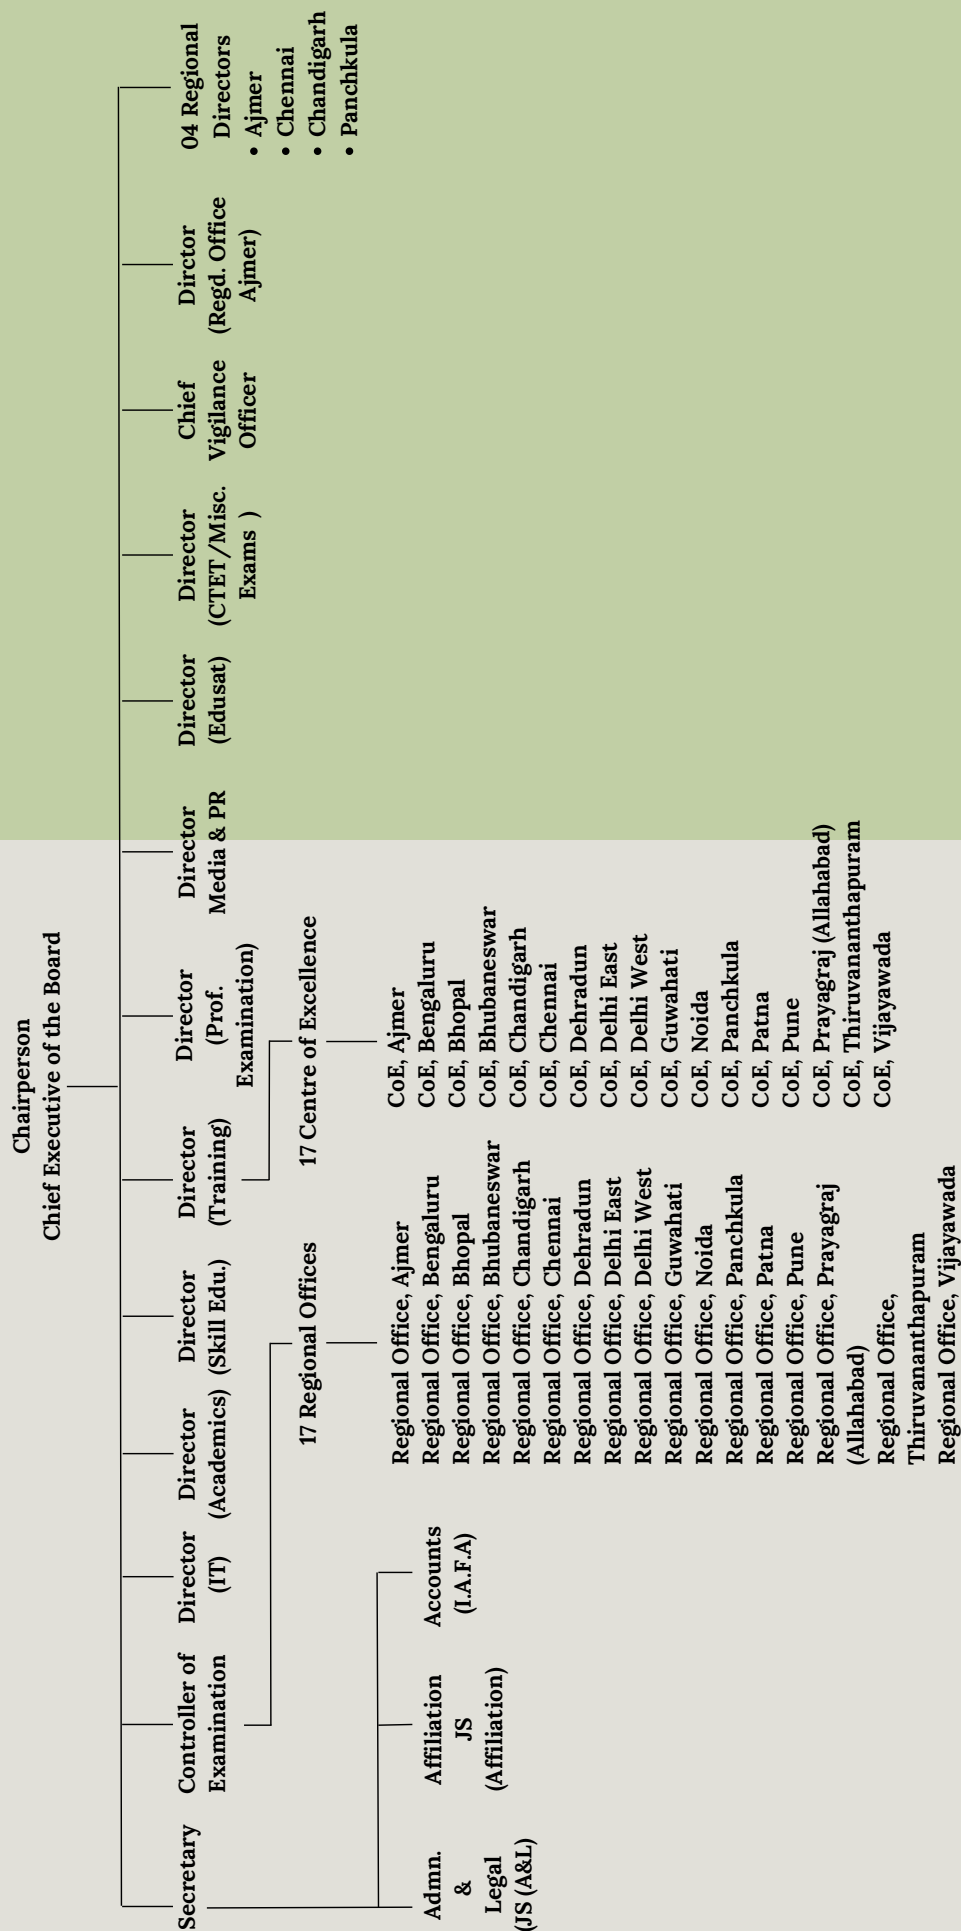 Chairperson
Chief Executive of the Board
Secretary
Controller of
Examination
Director
(IT)
Director
(Academics)
Director
(Skill Edu.)
Director
(Training)
Director
(Prof.
Examination)
Director
Media & PR
Director
(Edusat)
Director
(CTET/Misc.
Exams )
Chief
Vigilance
Officer
Dirctor
(Regd. Office
Ajmer)
04 Regional
Directors
• Ajmer
• Chennai
• Chandigarh
• Panchkula
17 Regional Offices
17 Centre of Excellence
Admn.
&
Legal
(JS (A&L)
Affiliation
JS
(Affiliation)
Accounts
(I.A.F.A)
Regional Office, Ajmer
Regional Office, Bengaluru
Regional Office, Bhopal
Regional Office, Bhubaneswar
Regional Office, Chandigarh
Regional Office, Chennai
Regional Office, Dehradun
Regional Office, Delhi East
Regional Office, Delhi West
Regional Office, Guwahati
Regional Office, Noida
Regional Office, Panchkula
Regional Office, Patna
Regional Office, Pune
Regional Office, Prayagraj
(Allahabad)
Regional Office,
Thiruvananthapuram
Regional Office, Vijayawada
CoE, Ajmer
CoE, Bengaluru
CoE, Bhopal
CoE, Bhubaneswar
CoE, Chandigarh
CoE, Chennai
CoE, Dehradun
CoE, Delhi East
CoE, Delhi West
CoE, Guwahati
CoE, Noida
CoE, Panchkula
CoE, Patna
CoE, Pune
CoE, Prayagraj (Allahabad)
CoE, Thiruvananthapuram
CoE, Vijayawada